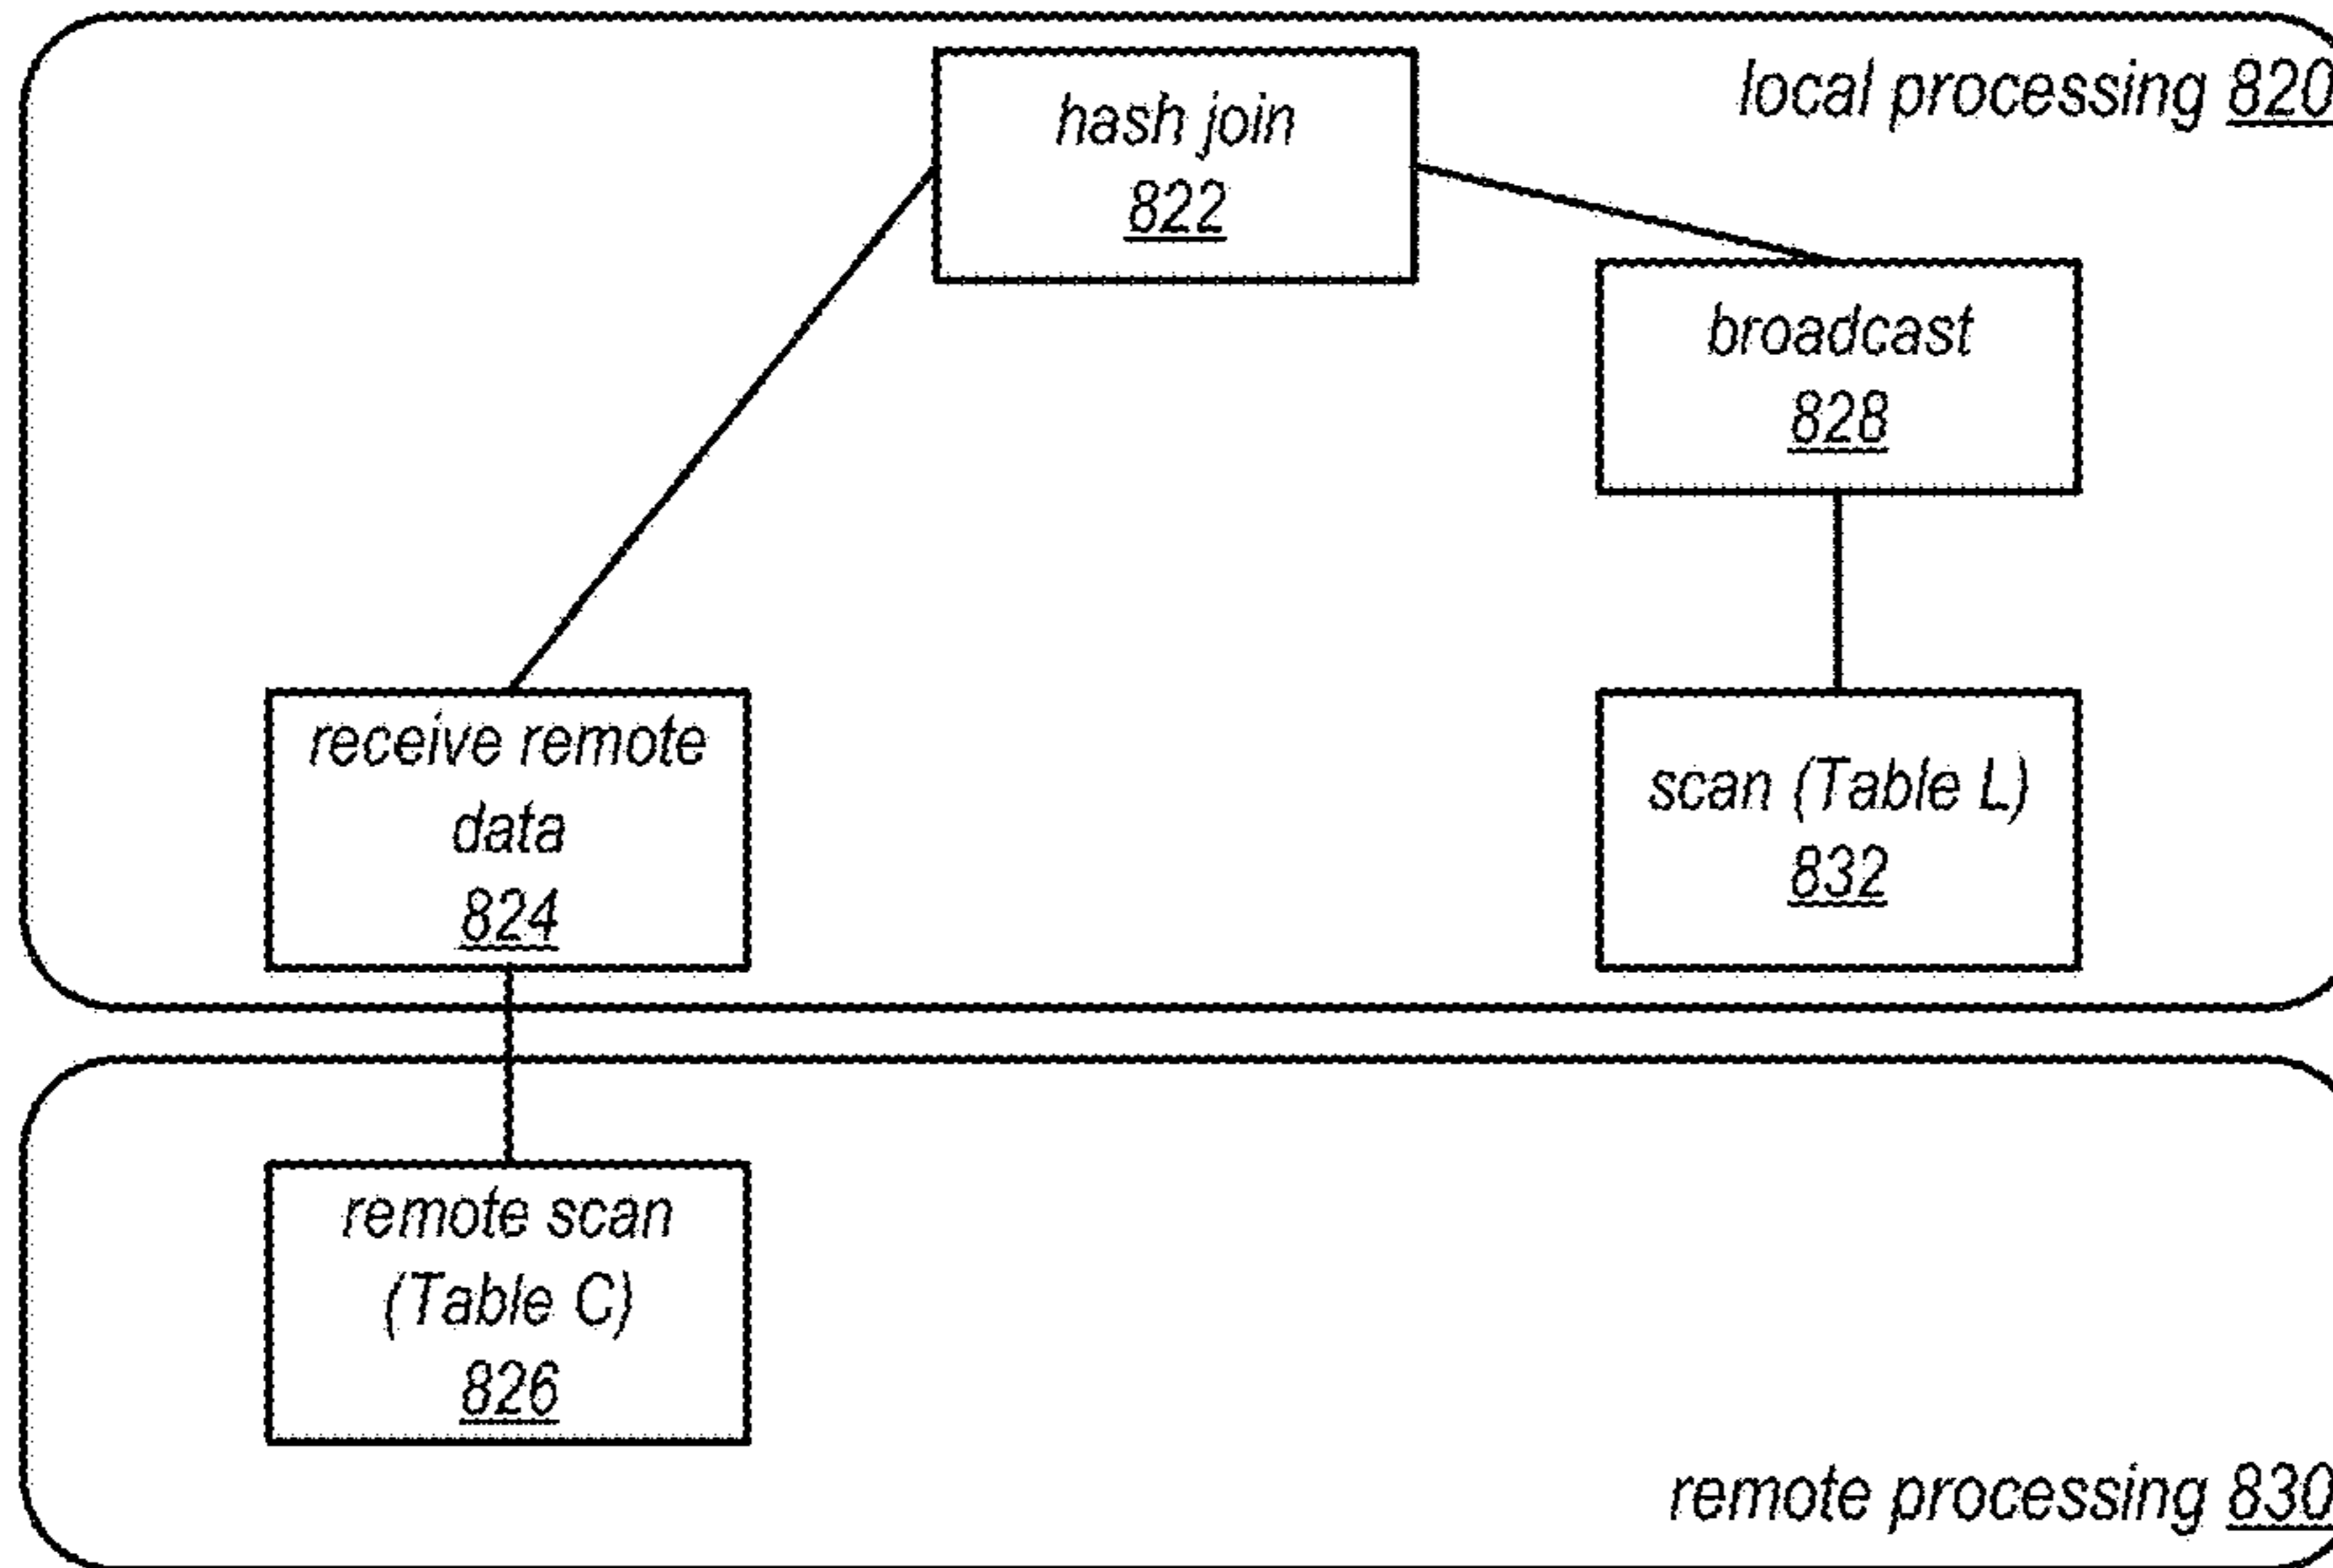 local processing 820
hash join
822
broadcast
828
receive remote
data
824
scan (Table L)
832
remote scan
(Table C)
826
remote processing 830